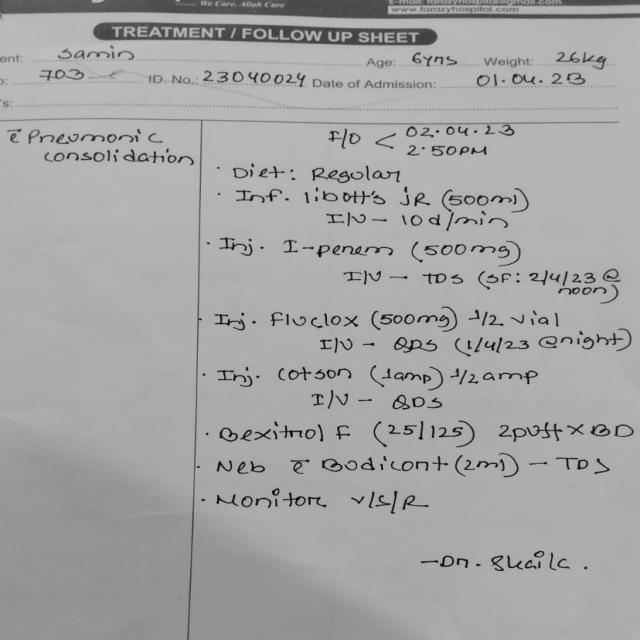 We Care, Allah Cure
E-mail: farazyhospital@gmail.com
www.farazyhospital.com
TREATMENT / FOLLOW UP SHEET
ent: Samin Age: 6yrs Weight: 26kg
o: 703 ID. No.: 23040024 Date of Admission: 01.04.23
's:
c̄ Pneumonic
consolidation
F/O < 02.04.23
2.50PM
· Diet: Regular
· Inf. libott's JR (500ml)
I/V - 10d/min
· Inj. I-penem (500mg)
I/V - TDS (SF: 2/4/23 @
noon)
· Inj. Fluclox (500mg) - 1/2 vial
I/V - QDS (1/4/23 @night)
· Inj. Cotson (1amp) - 1/2 amp
I/V - QDS
· Bexitrol F (25/125) 2puff X BD
· Neb c̄ Budicort (2ml) - TDS
· Monitor v/s/R
- Dr. Shaila.